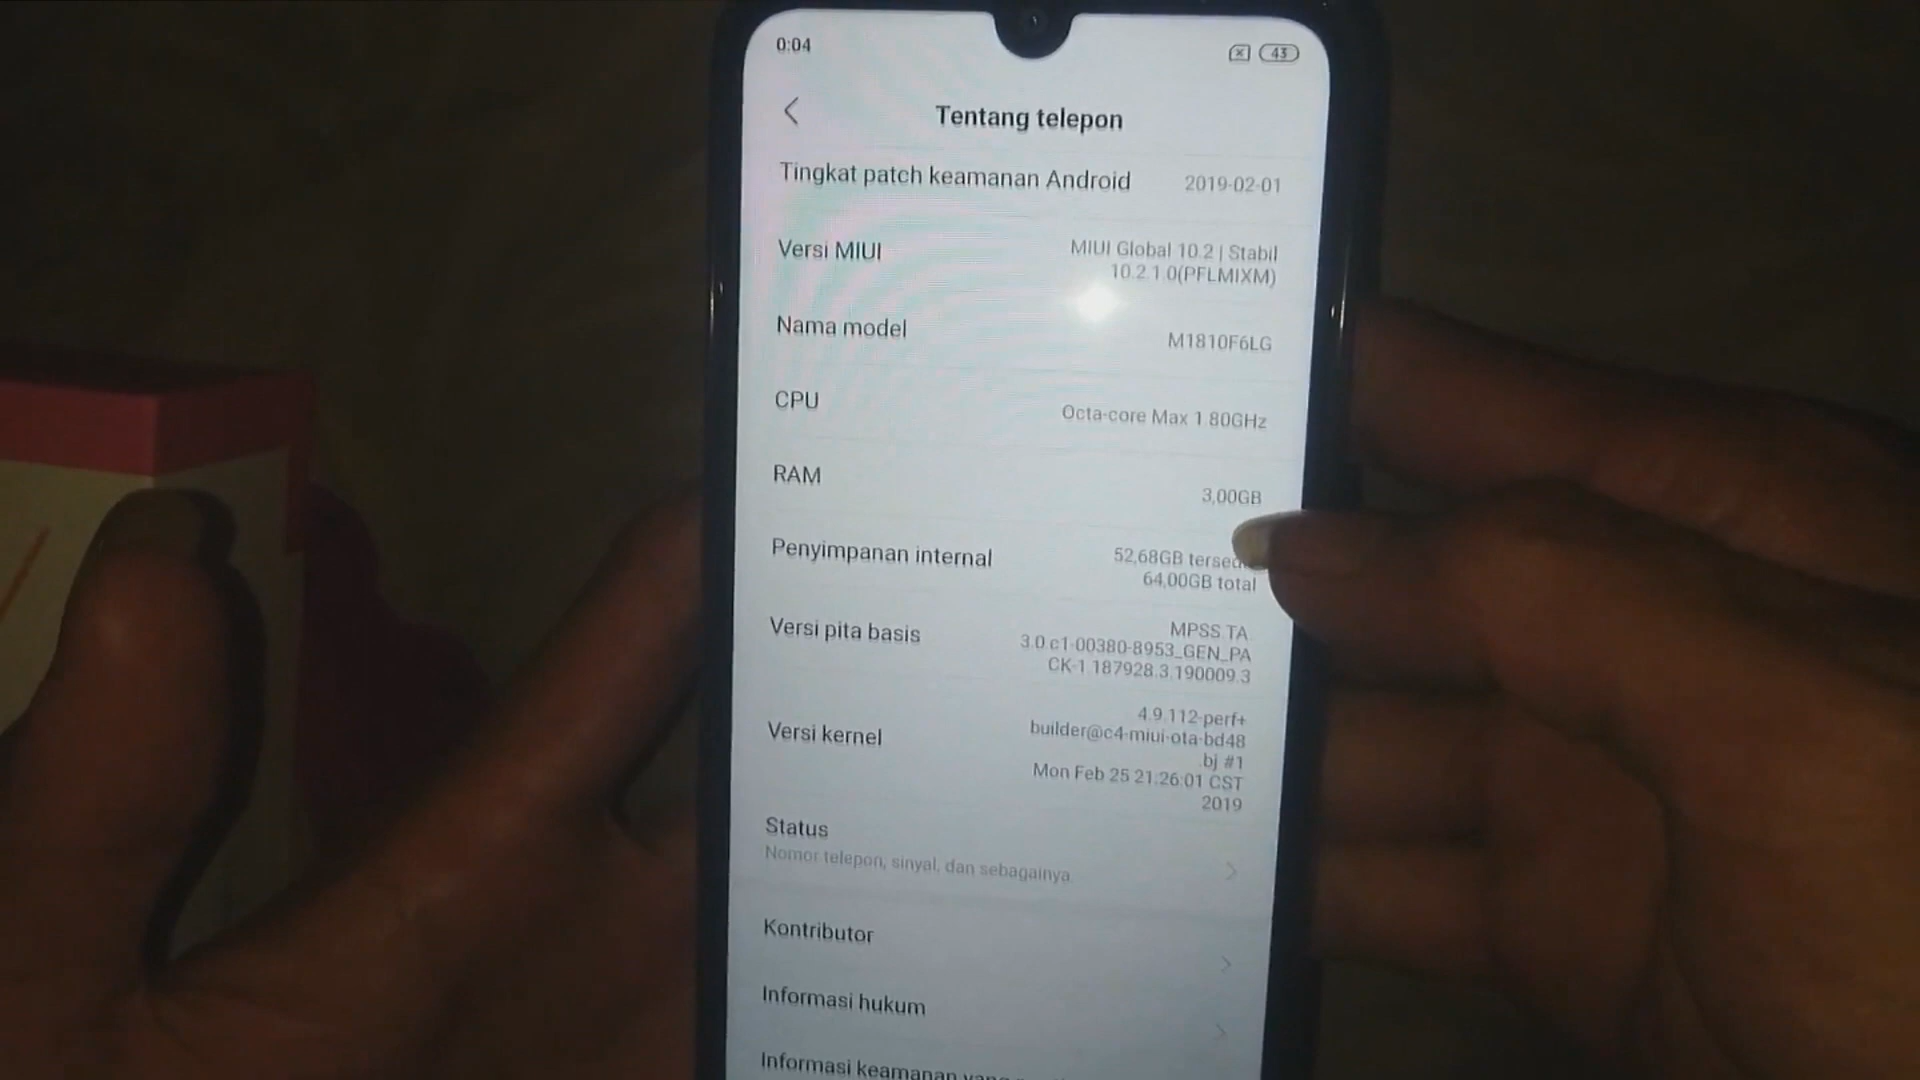 0:04
43
Tentang telepon
Tingkat patch keamanan Android 2019-02-01
Versi MIUI MIUI Global 10.2 | Stabil
10.2.1.0(PFLMIXM)
Nama model M1810F6LG
CPU Octa-core Max 1.80GHz
RAM 3,00GB
Penyimpanan internal 52,68GB
64,00GB total
Versi pita basis MPSS.TA
3.0.c1-00380-8953_GEN_PA
CK-1.187928.3.190009.3
Versi kernel 4.9.112-perf+
builder@c4-miui-ota-bd48
.bj #1
Mon Feb 25 21:26:01 CST
2019
Status
Nomor telepon, sinyal, dan sebagainya
Kontributor
Informasi hukum
Informasi keamanan